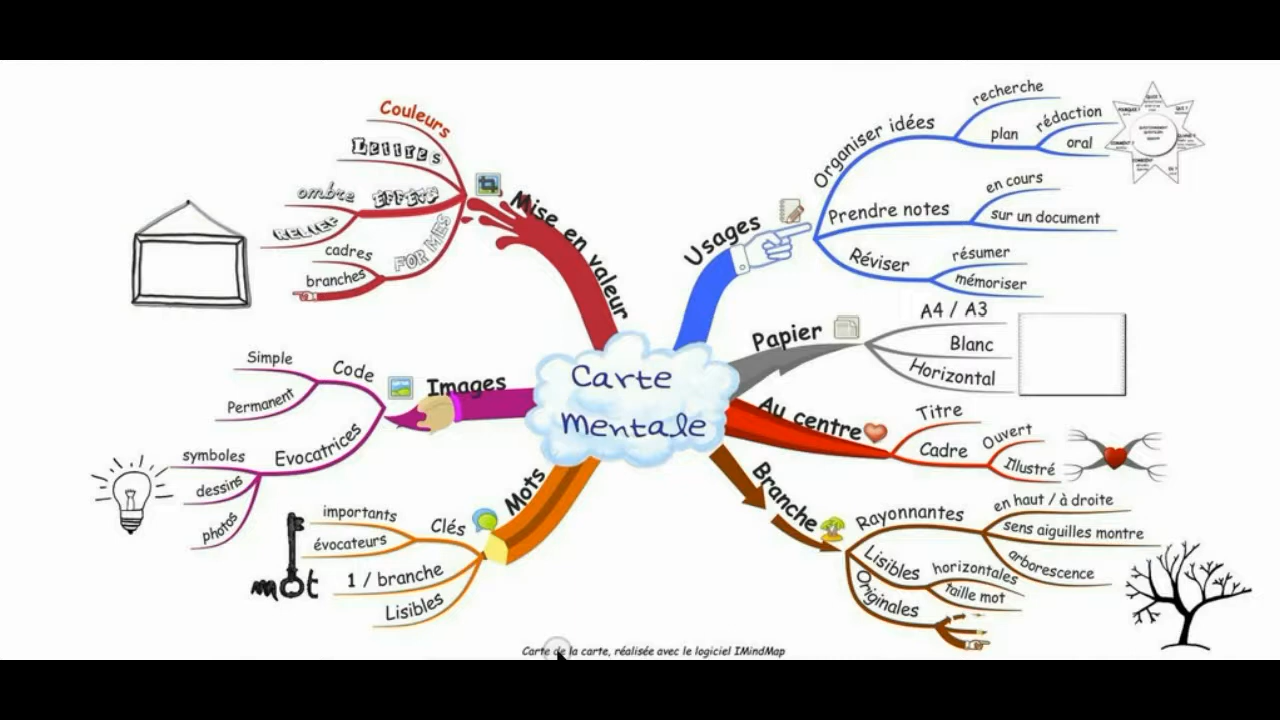 Carte
Mentale
Usages
Organiser idées
recherche
plan
rédaction
oral
Prendre notes
en cours
sur un document
Réviser
résumer
mémoriser
Papier
A4 / A3
Blanc
Horizontal
Au centre
Titre
Cadre
Ouvert
Illustré
Branche
Rayonnantes
en haut / à droite
sens aiguilles montre
arborescence
Lisibles
horizontales
Taille mot
Originales
Mots
Clés
importants
évocateurs
1 / branche
Lisibles
mot
Images
Code
Simple
Permanent
Evocatrices
symboles
dessins
photos
Mise en valeur
Couleurs
Lettres
EFFETS
ombre
RELIEF
FORMES
cadres
branches
Carte de la carte, réalisée avec le logiciel IMindMap